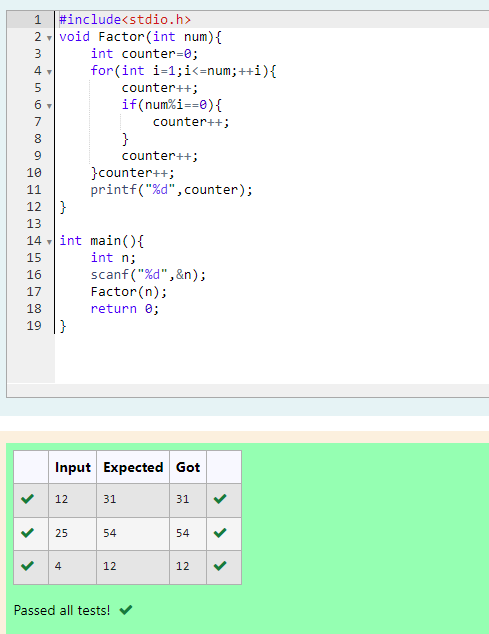 1 #include<stdio.h>
2 void Factor(int num){
3     int counter=0;
4     for(int i=1;i<=num;++i){
5         counter++;
6         if(num%i==0){
7             counter++;
8         }
9         counter++;
10     }counter++;
11     printf("%d",counter);
12 }
13
14 int main(){
15     int n;
16     scanf("%d",&n);
17     Factor(n);
18     return 0;
19 }
Input Expected Got
12 31 31
25 54 54
4 12 12
Passed all tests!